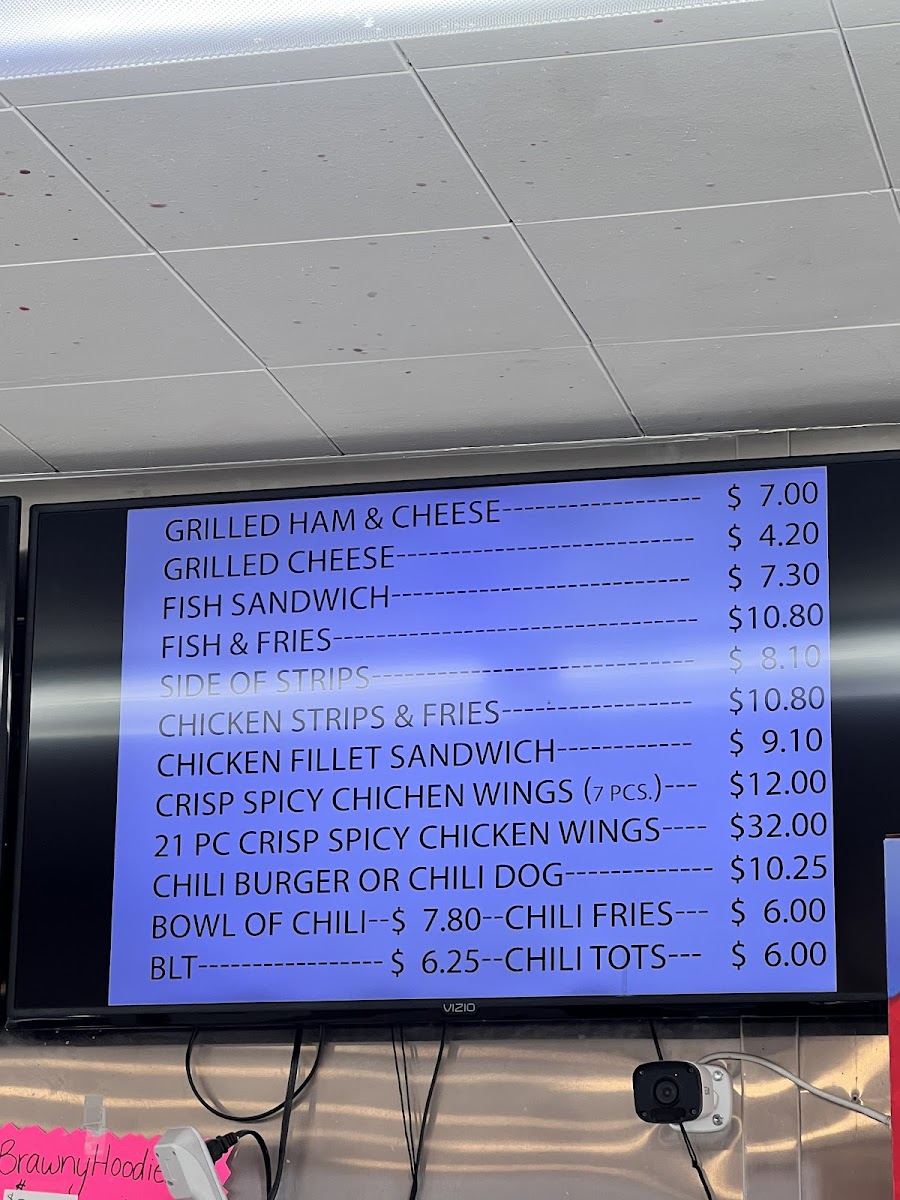 GRILLED HAM & CHEESE------------------ $ 7.00
GRILLED CHEESE--------------------------- $ 4.20
FISH SANDWICH--------------------------- $ 7.30
FISH & FRIES--------------------------------- $10.80
SIDE OF STRIPS----------------------------- $ 8.10
CHICKEN STRIPS & FRIES----------------- $10.80
CHICKEN FILLET SANDWICH------------ $ 9.10
CRISP SPICY CHICHEN WINGS (7 PCS.)--- $12.00
21 PC CRISP SPICY CHICKEN WINGS---- $32.00
CHILI BURGER OR CHILI DOG------------- $10.25
BOWL OF CHILI--$ 7.80--CHILI FRIES--- $ 6.00
BLT----------------- $ 6.25--CHILI TOTS--- $ 6.00
VIZIO
BrawnyHoodie
$